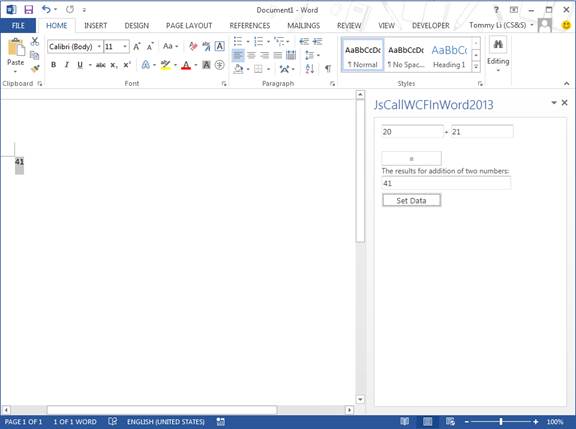 Document1 - Word
FILE HOME INSERT DESIGN PAGE LAYOUT REFERENCES MAILINGS REVIEW VIEW DEVELOPER Tommy Li (CS&S)
Paste
Calibri (Body) 11
A A Aa A
B I U abc x₂ x² A A A
AaBbCcDc AaBbCcDc AaBbCc
¶ Normal ¶ No Spac... Heading 1
Editing
Clipboard Font Paragraph Styles
JsCallWCFInWord2013
20 + 21
=
The results for addition of two numbers:
41
Set Data
41
PAGE 1 OF 1 1 OF 1 WORD ENGLISH (UNITED STATES) 100%